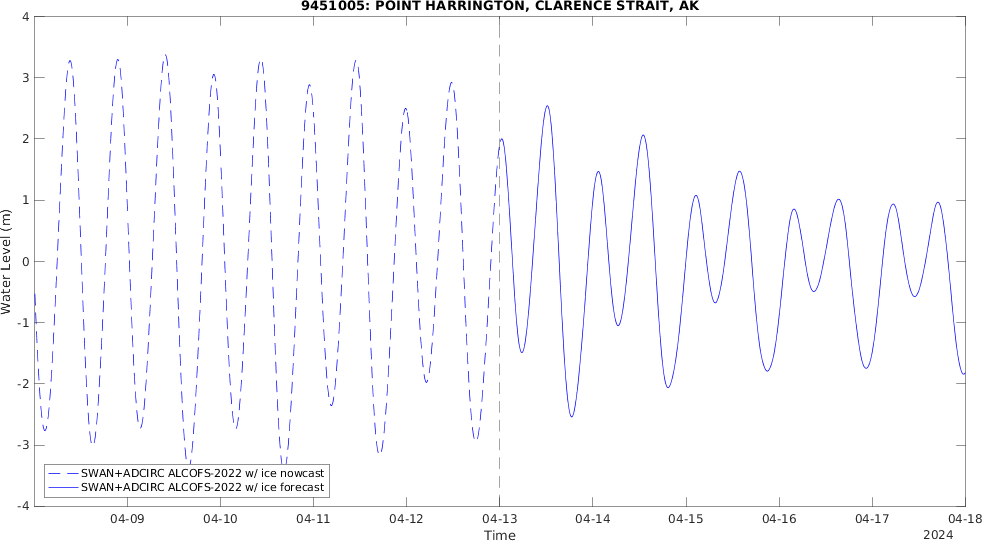 9451005: POINT HARRINGTON, CLARENCE STRAIT, AK
4
3
2
1
0
-1
-2
-3
-4
Water Level (m)
SWAN+ADCIRC ALCOFS-2022 w/ ice nowcast
SWAN+ADCIRC ALCOFS-2022 w/ ice forecast
04-09 04-10 04-11 04-12 04-13 04-14 04-15 04-16 04-17 04-18
Time
2024